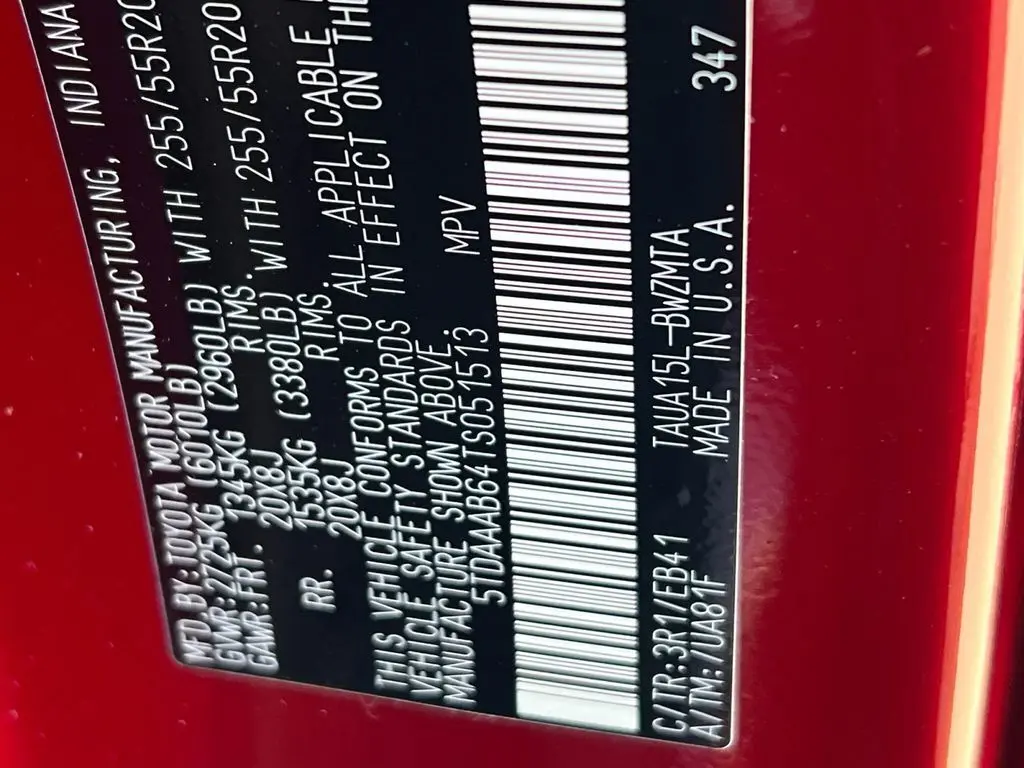 MFD.BY:TOYOTA MOTOR MANUFACTURING, INDIANA
GVWR:2725KG (6010LB)
GAWR:FRT. 1345KG (2960LB) WITH 255/55R20
20X8J RIMS.
RR. 1535KG (3380LB) WITH 255/55R20
20X8J RIMS.
THIS VEHICLE CONFORMS TO ALL APPLICABLE
VEHICLE SAFETY STANDARDS IN EFFECT ON THE
MANUFACTURE SHOWN ABOVE.
5TDAAAB64TS051513 MPV
C/TR:3R1/EB41 TAUA15L-BWZMTA 347
A/TM:/UA81F MADE IN U.S.A.